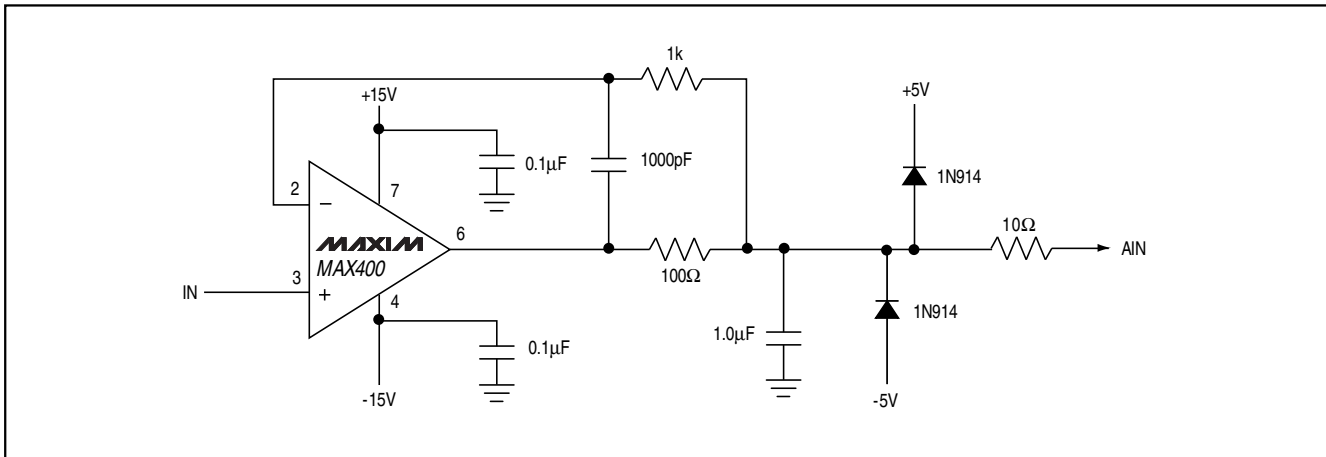 1k
+15V
+5V
0.1µF
1000pF
1N914
2
7
−
6
10Ω
MAXIM
MAX400
100Ω
AIN
3
IN
+
4
1N914
1.0µF
0.1µF
-15V
-5V